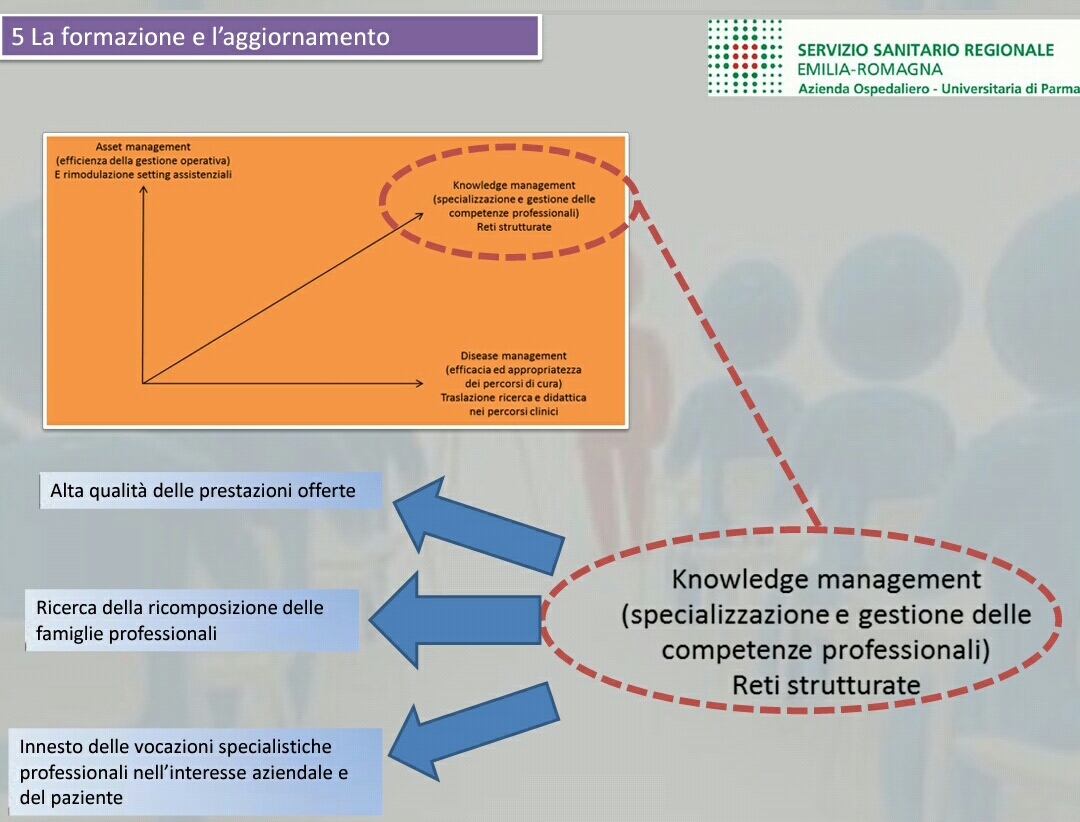 5 La formazione e l'aggiornamento
SERVIZIO SANITARIO REGIONALE
EMILIA-ROMAGNA
Azienda Ospedaliero - Universitaria di Parma
Asset management
(efficienza della gestione operativa)
E rimodulazione setting assistenziali
Knowledge management
(specializzazione e gestione delle
competenze professionali)
Reti strutturate
Disease management
(efficacia ed appropriatezza
dei percorsi di cura)
Traslazione ricerca e didattica
nei percorsi clinici
Alta qualità delle prestazioni offerte
Ricerca della ricomposizione delle
famiglie professionali
Innesto delle vocazioni specialistiche
professionali nell'interesse aziendale e
del paziente
Knowledge management
(specializzazione e gestione delle
competenze professionali)
Reti strutturate